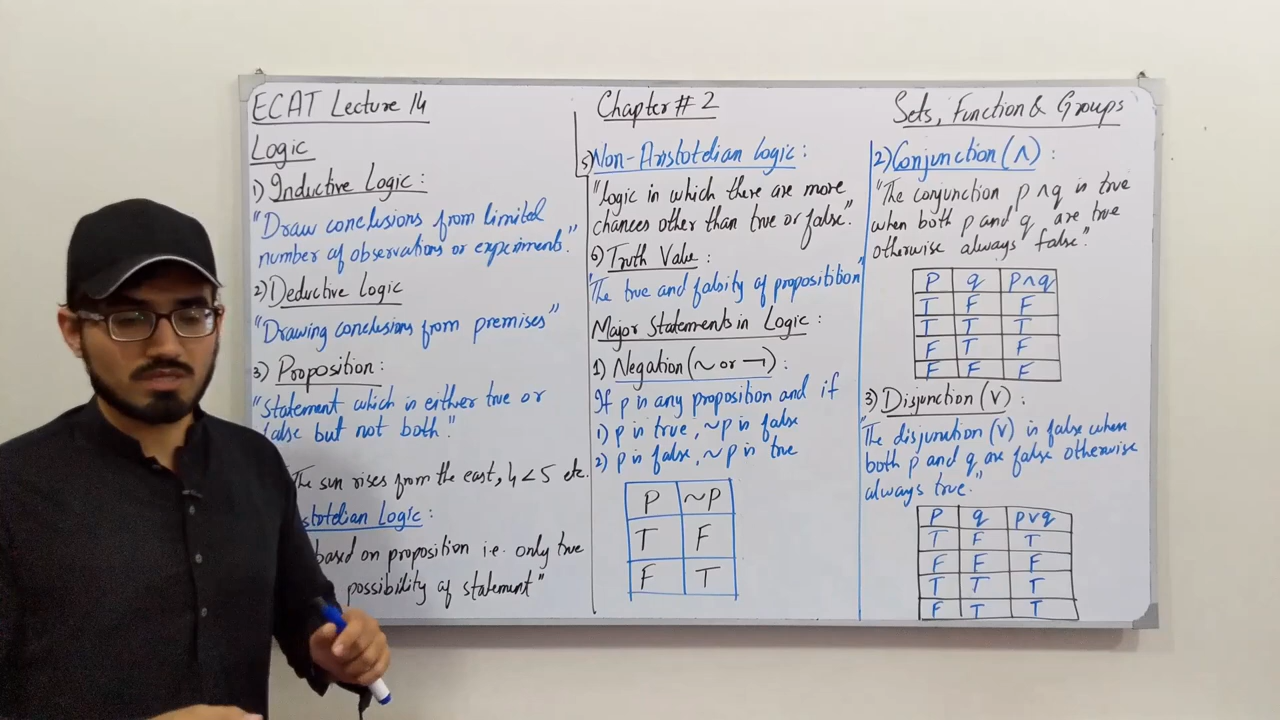 ECAT Lecture 14
Chapter # 2
Sets, Function & Groups
Logic
1) Inductive Logic:
"Draw conclusions from limited
number of observations or experiments."
2) Deductive Logic
"Drawing conclusions from premises"
3) Proposition:
"Statement which is either true or
false but not both."
The sun rises from the east, 4 < 5 etc.
stotelian Logic:
based on proposition i.e. only true
possibility of statement"
5) Non-Aristotelian Logic:
"Logic in which there are more
chances other than true or false."
6) Truth Value:
"The true and falsity of propositibion"
Major Statements in Logic:
1) Negation (~ or ¬):
If p is any proposition and if
1) p is true, ~p is false
2) p is false, ~p is true
P ~P
T F
F T
2) Conjunction (∧):
"The conjunction p∧q is true
when both p and q are true
otherwise always false."
P q p∧q
T F F
T T T
F T F
F F F
3) Disjunction (V):
"The disjunction (V) is false when
both p and q are false otherwise
always true."
P q p∨q
T F T
F F F
T T T
F T T